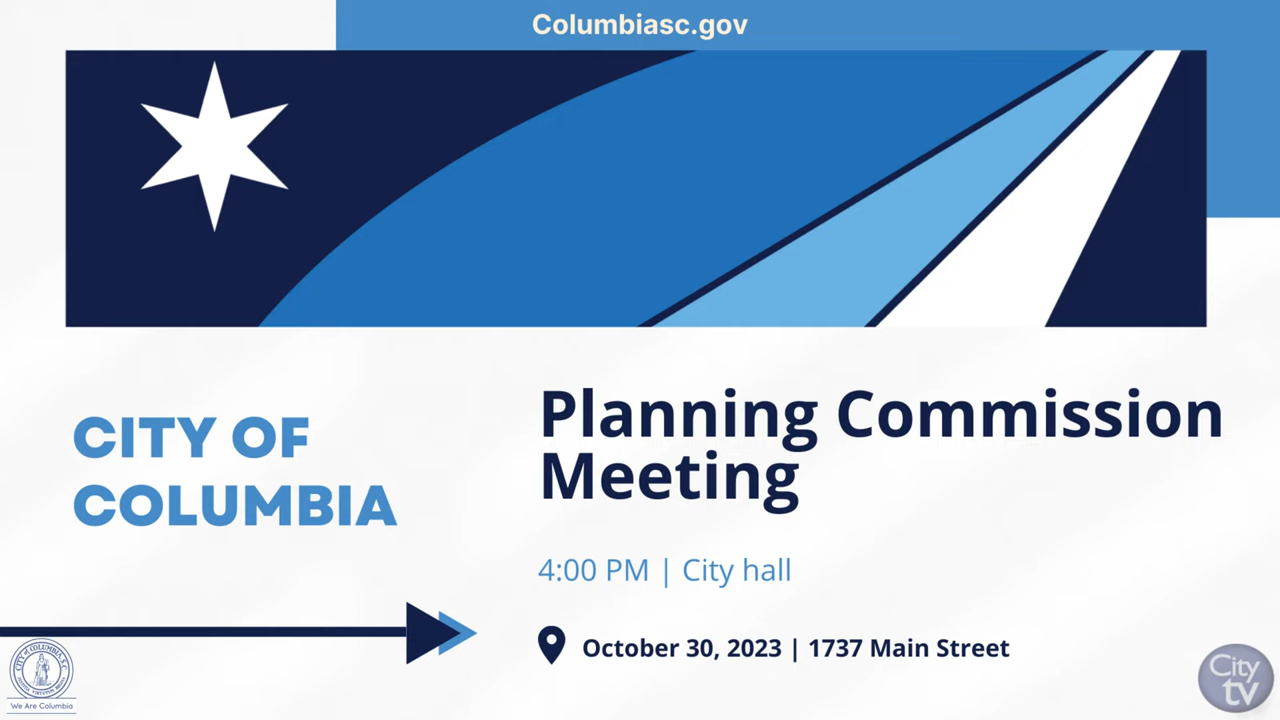 Columbiasc.gov
CITY OF
COLUMBIA
Planning Commission
Meeting
4:00 PM | City hall
October 30, 2023 | 1737 Main Street
We Are Columbia
City
tv